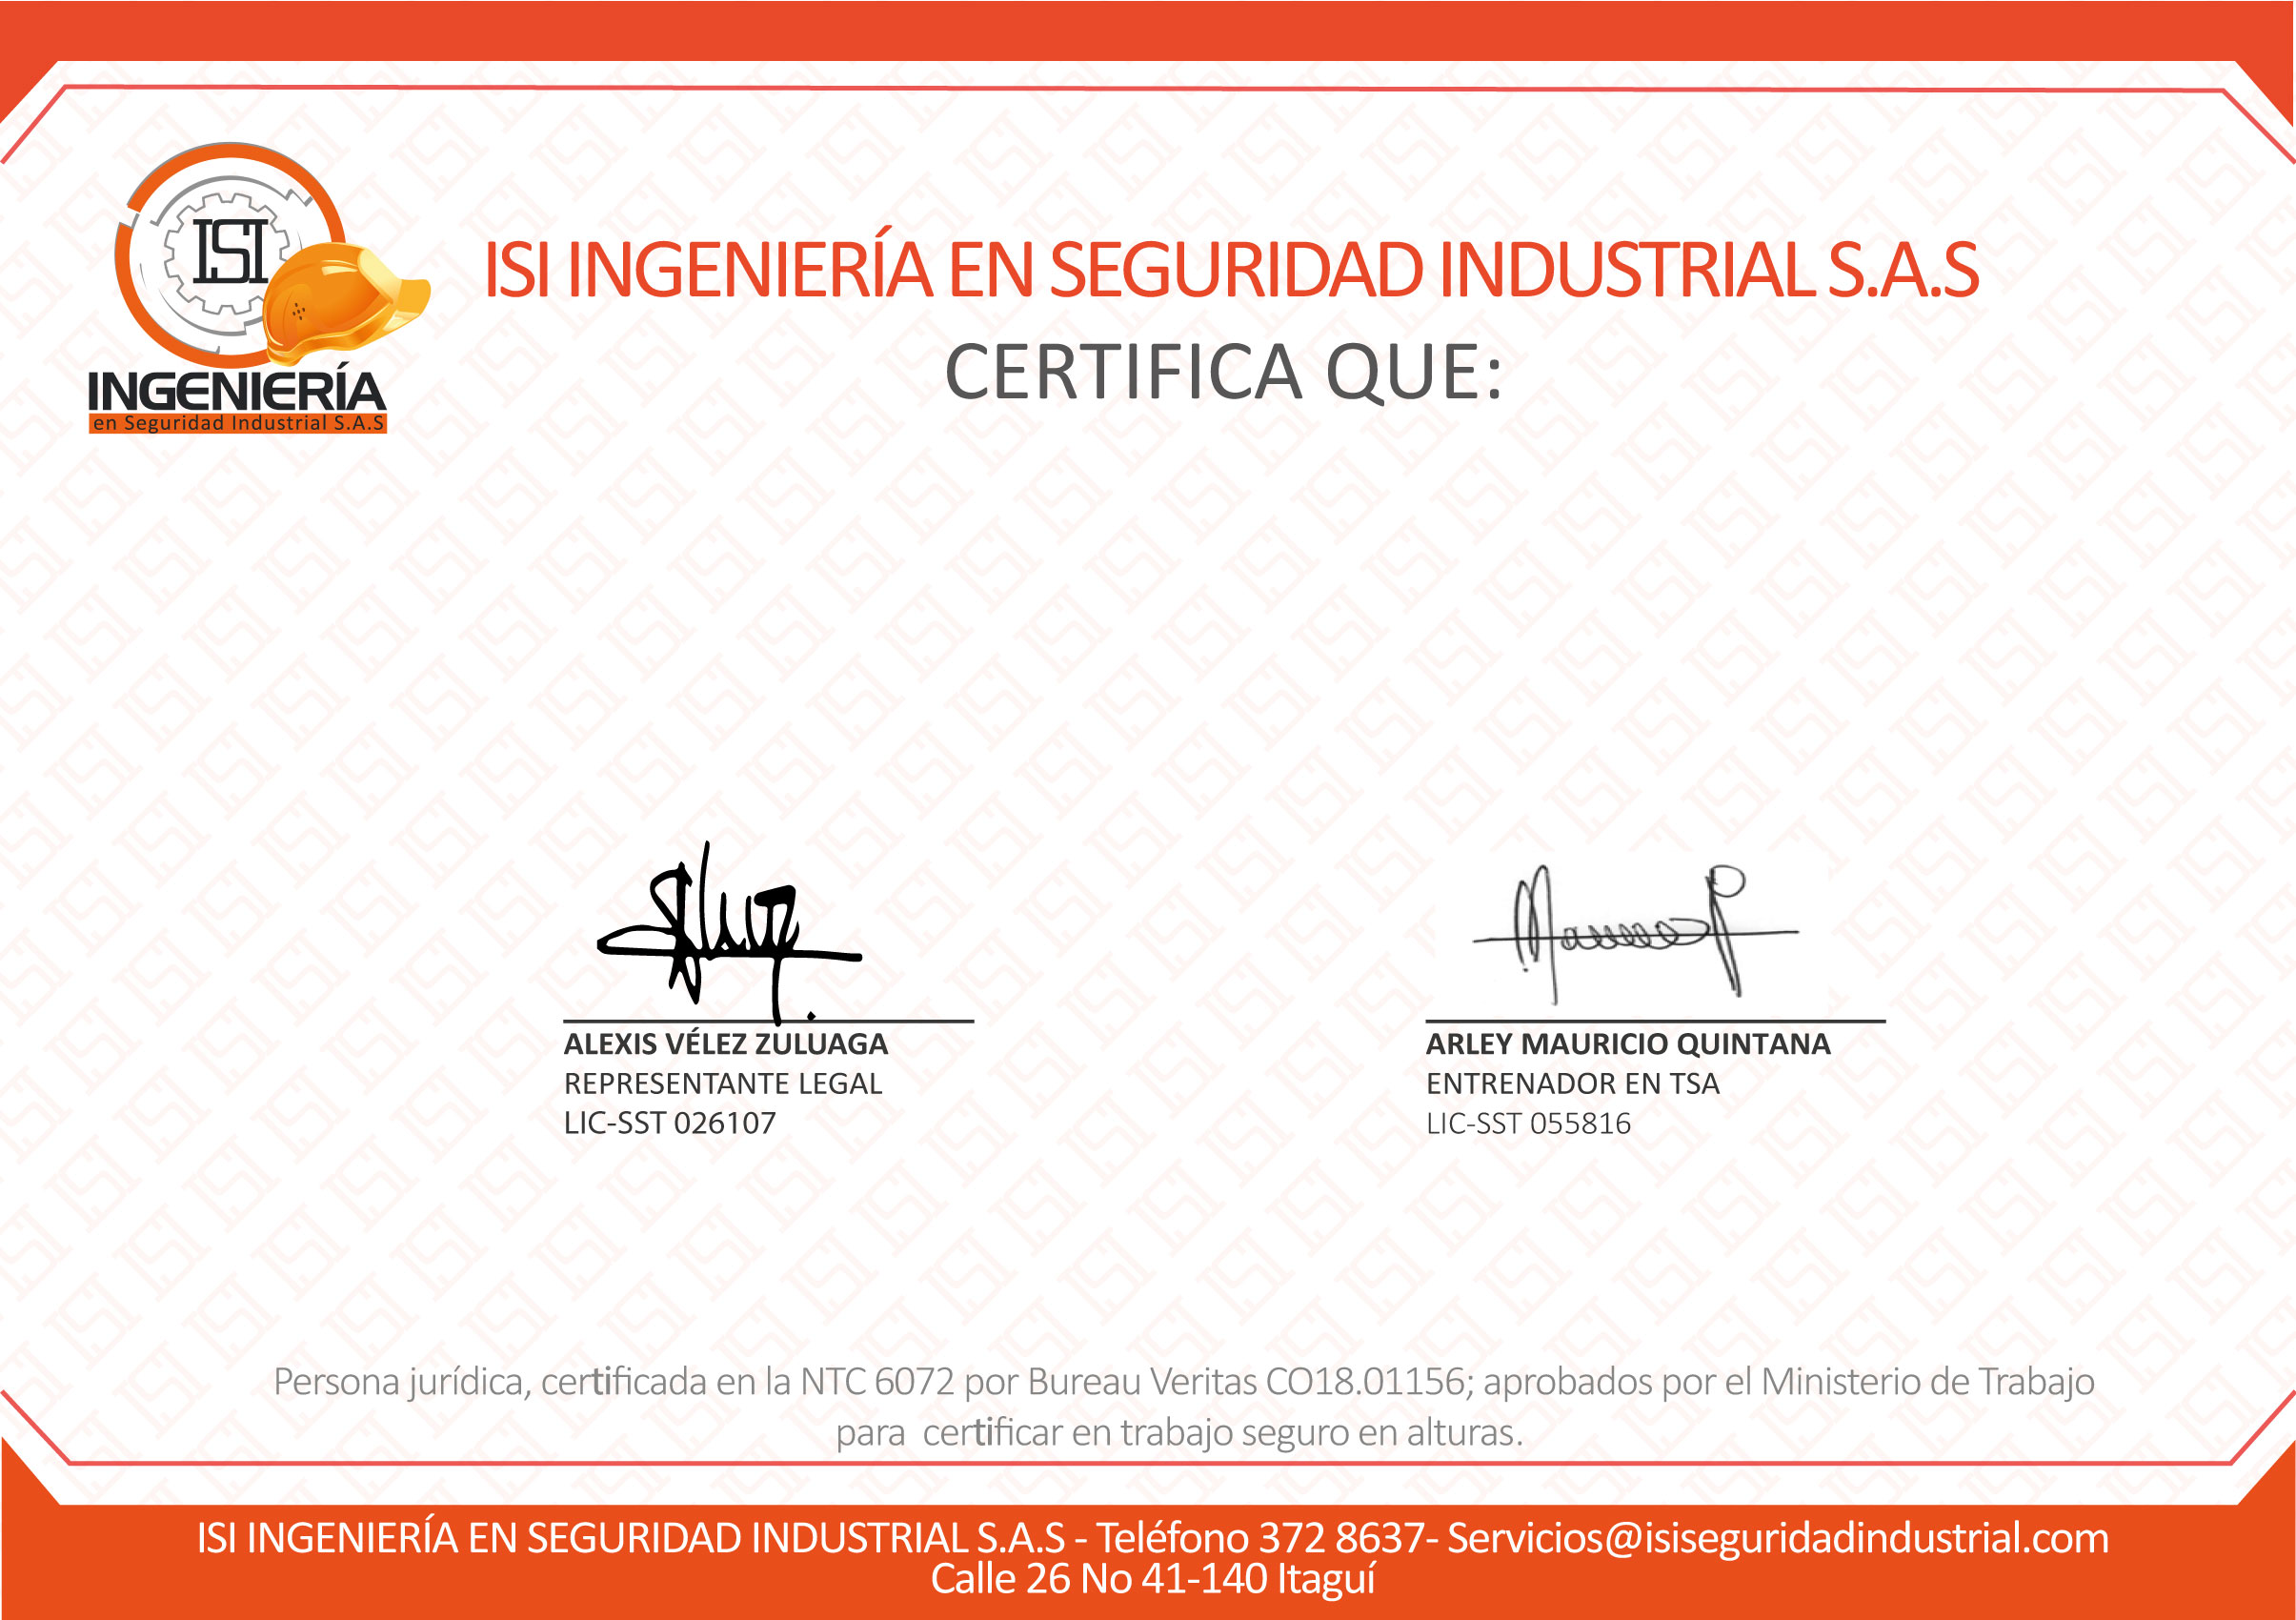 ISI
INGENIERÍA
en Seguridad Industrial S.A.S
ISI INGENIERÍA EN SEGURIDAD INDUSTRIAL S.A.S
CERTIFICA QUE:
ALEXIS VÉLEZ ZULUAGA
REPRESENTANTE LEGAL
LIC-SST 026107
ARLEY MAURICIO QUINTANA
ENTRENADOR EN TSA
LIC-SST 055816
Persona jurídica, certificada en la NTC 6072 por Bureau Veritas CO18.01156; aprobados por el Ministerio de Trabajo
para certificar en trabajo seguro en alturas.
ISI INGENIERÍA EN SEGURIDAD INDUSTRIAL S.A.S - Teléfono 372 8637- Servicios@isiseguridadindustrial.com
Calle 26 No 41-140 Itaguí